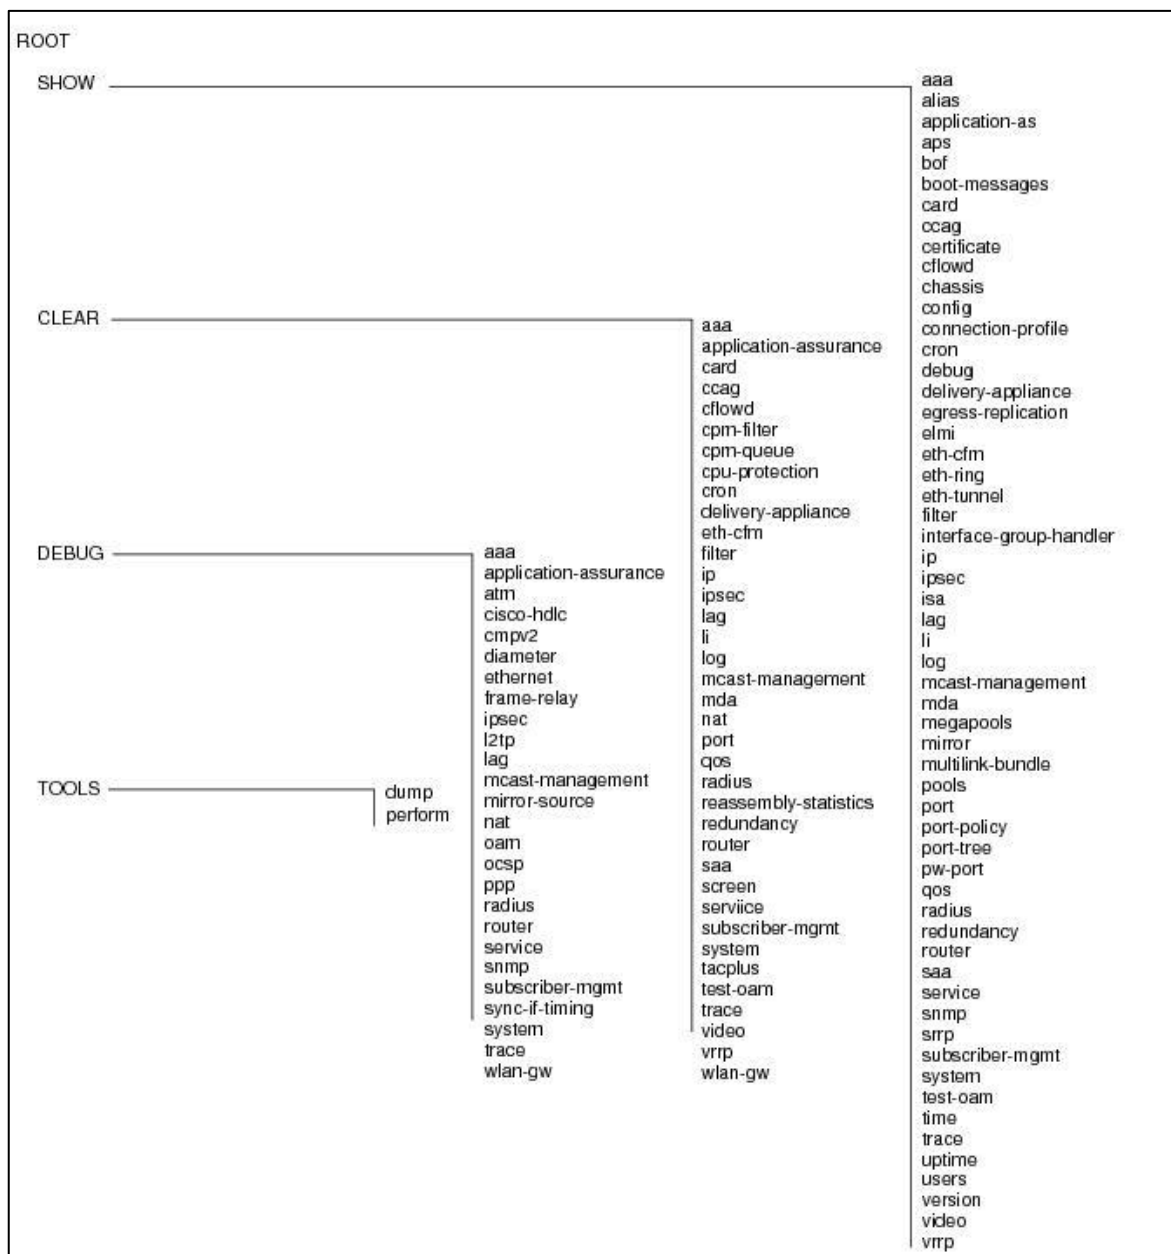 ROOT
SHOW
aaa
alias
application-as
aps
bof
boot-messages
card
ccag
certificate
cflowd
chassis
config
connection-profile
cron
debug
delivery-appliance
egress-replication
elmi
eth-cfm
eth-ring
eth-tunnel
filter
interface-group-handler
ip
ipsec
isa
lag
li
log
mcast-management
mda
megapools
mirror
multilink-bundle
pools
port
port-policy
port-tree
pw-port
qos
radius
redundancy
router
saa
service
snmp
srrp
subscriber-mgmt
system
test-oam
time
trace
uptime
users
version
video
vrrp
CLEAR
aaa
application-assurance
card
ccag
cflowd
cpm-filter
cpm-queue
cpu-protection
cron
delivery-appliance
eth-cfm
filter
ip
ipsec
lag
li
log
mcast-management
mda
nat
port
qos
radius
reassembly-statistics
redundancy
router
saa
screen
serviice
subscriber-mgmt
system
tacplus
test-oam
trace
video
vrrp
wlan-gw
DEBUG
aaa
application-assurance
atm
cisco-hdlc
cmpv2
diameter
ethernet
frame-relay
ipsec
l2tp
lag
mcast-management
mirror-source
nat
oam
ocsp
ppp
radius
router
service
snmp
subscriber-mgmt
sync-if-timing
system
trace
wlan-gw
TOOLS
dump
perform